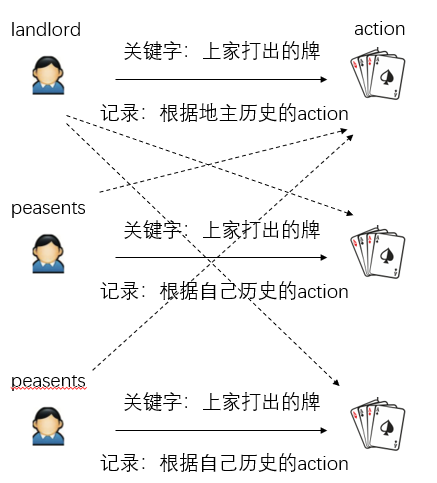 landlord
action
关键字：上家打出的牌
记录：根据地主历史的action
peasents
关键字：上家打出的牌
记录：根据自己历史的action
peasents
关键字：上家打出的牌
记录：根据自己历史的action